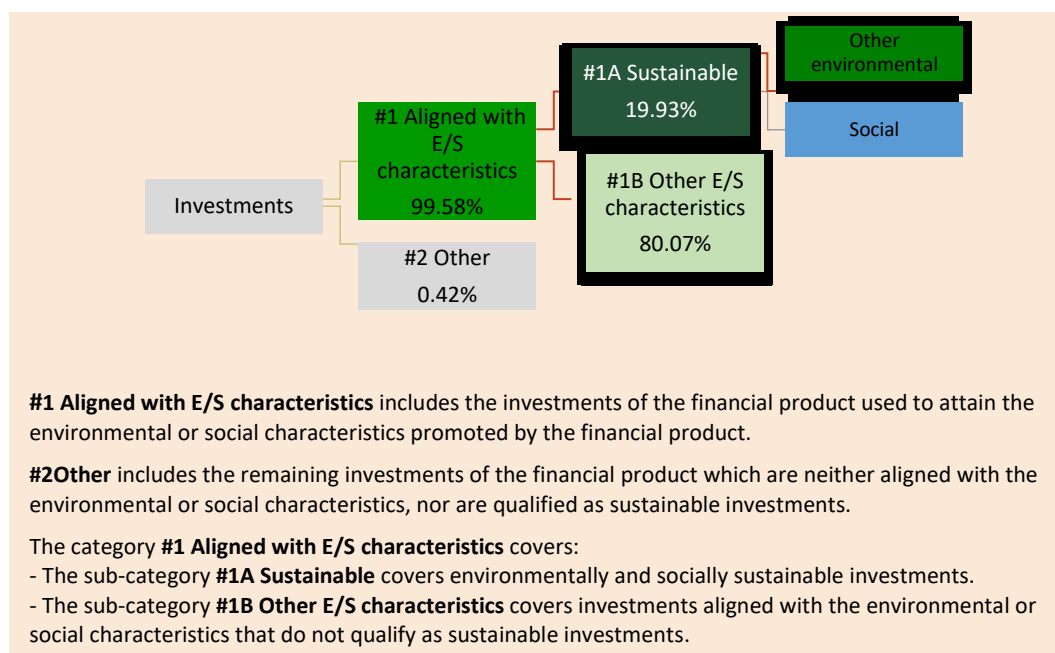 Other
environmental
#1A Sustainable
19.93%
Social
#1 Aligned with
E/S
characteristics
99.58%
#1B Other E/S
characteristics
80.07%
Investments
#2 Other
0.42%
#1 Aligned with E/S characteristics includes the investments of the financial product used to attain the
environmental or social characteristics promoted by the financial product.
#2Other includes the remaining investments of the financial product which are neither aligned with the
environmental or social characteristics, nor are qualified as sustainable investments.
The category #1 Aligned with E/S characteristics covers:
- The sub-category #1A Sustainable covers environmentally and socially sustainable investments.
- The sub-category #1B Other E/S characteristics covers investments aligned with the environmental or
social characteristics that do not qualify as sustainable investments.